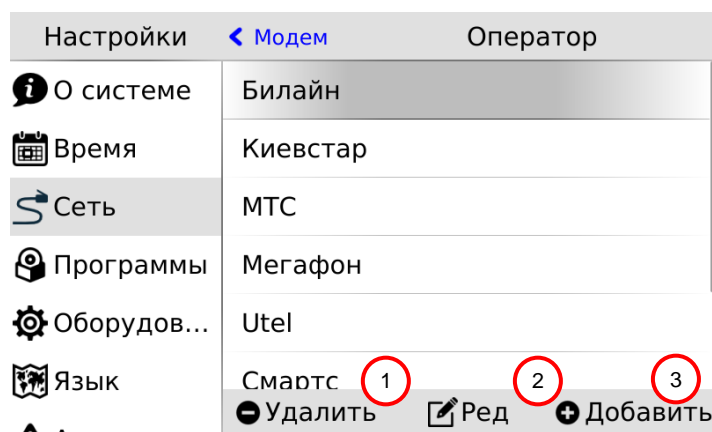 Настройки
Модем
Оператор
О системе
Время
Сеть
Программы
Оборудов...
Язык
Билайн
Киевстар
МТС
Мегафон
Utel
Смартс
1
2
3
Удалить
Ред
Добавить